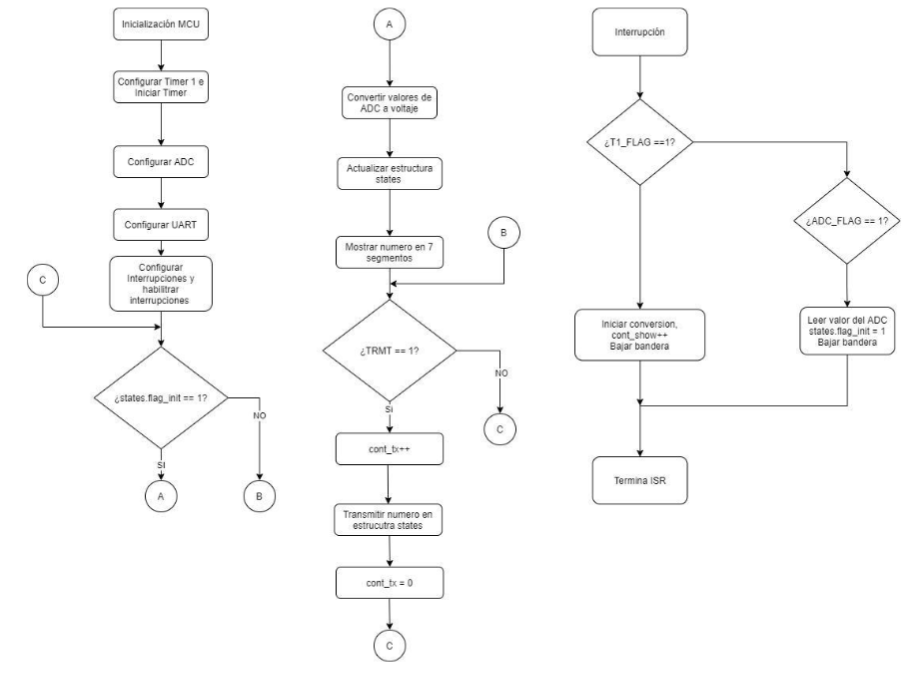 Inicialización MCU
Configurar Timer 1 e
Iniciar Timer
Configurar ADC
Configurar UART
Configurar
Interrupciones y
habilitrar
interrupciones
C
¿states.flag_init == 1?
NO
SI
A
B
A
Convertir valores de
ADC a voltaje
Actualizar estructura
states
Mostrar numero en 7
segmentos
B
¿TRMT == 1?
NO
Si
C
cont_tx++
Transmitir numero en
estrucutra states
cont_tx = 0
C
Interrupción
¿T1_FLAG ==1?
¿ADC_FLAG == 1?
Iniciar conversion,
cont_show++
Bajar bandera
Leer valor del ADC
states.flag_init = 1
Bajar bandera
Termina ISR